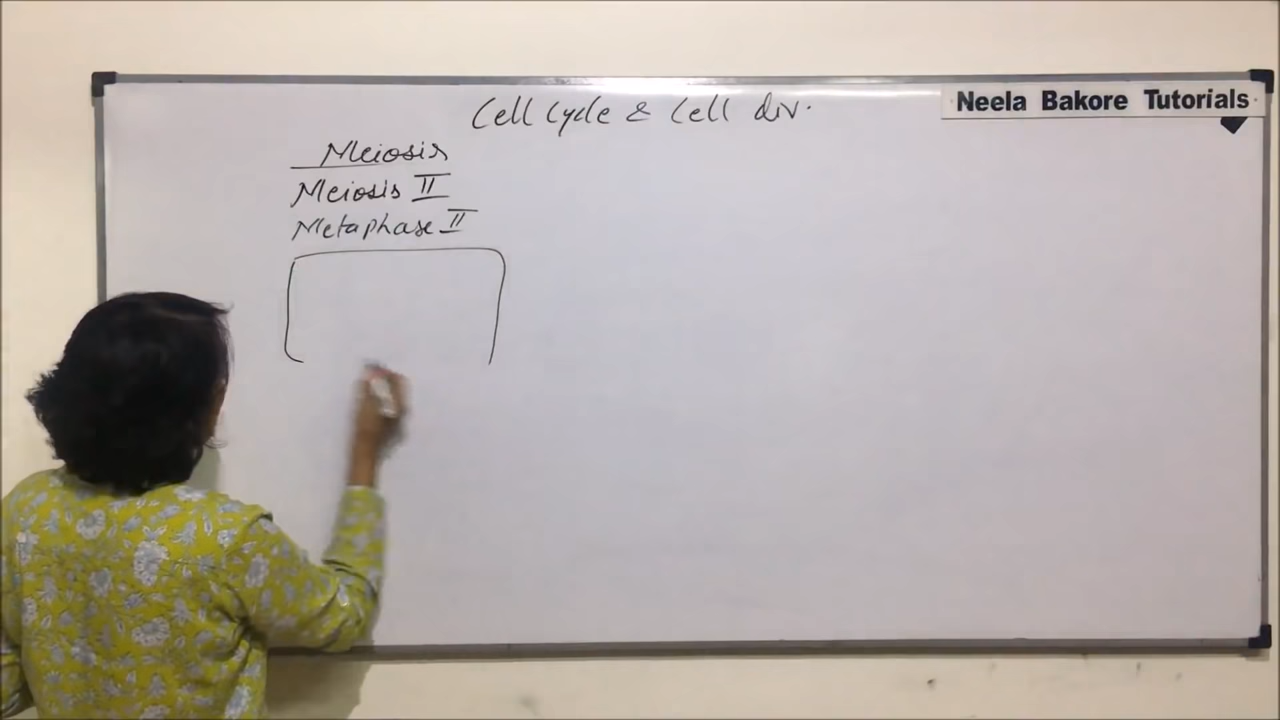 Cell Cycle & Cell div.
Neela Bakore Tutorials
Meiosis
Meiosis II
Metaphase II